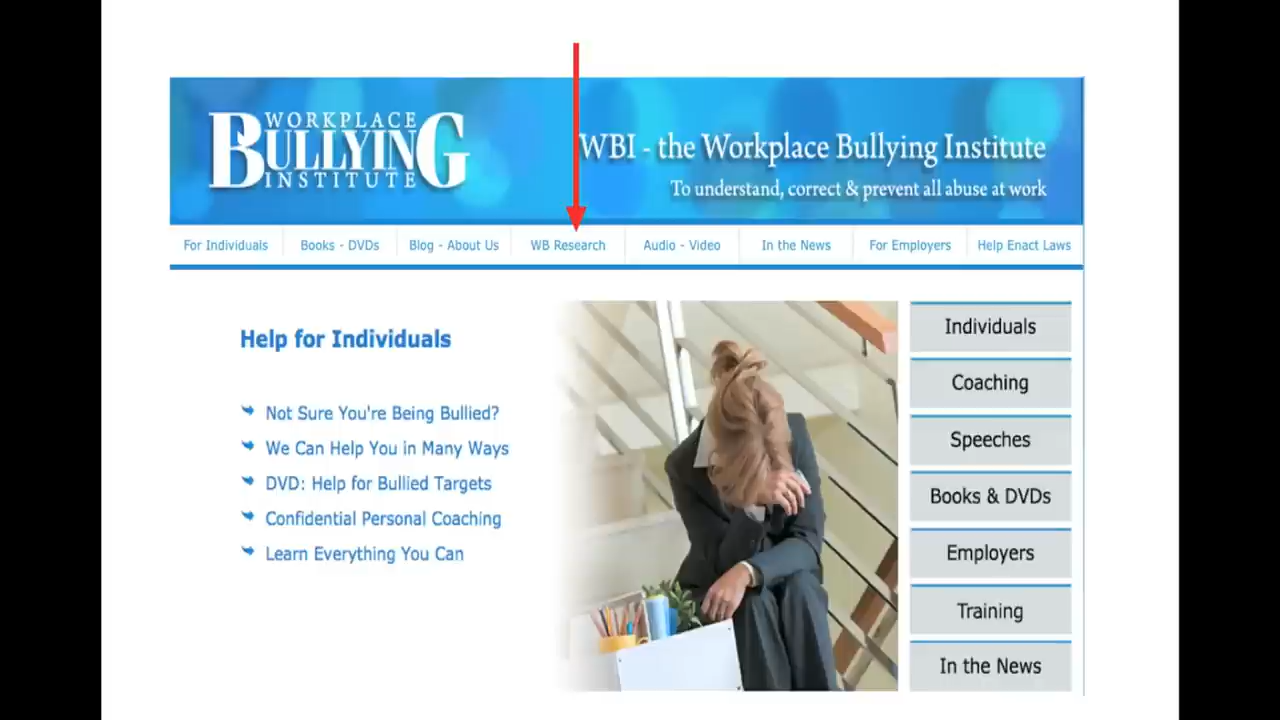 WORKPLACE
BULLYING
INSTITUTE
WBI - the Workplace Bullying Institute
To understand, correct & prevent all abuse at work
For Individuals
Books - DVDs
Blog - About Us
WB Research
Audio - Video
In the News
For Employers
Help Enact Laws
Help for Individuals
Not Sure You're Being Bullied?
We Can Help You in Many Ways
DVD: Help for Bullied Targets
Confidential Personal Coaching
Learn Everything You Can
Individuals
Coaching
Speeches
Books & DVDs
Employers
Training
In the News